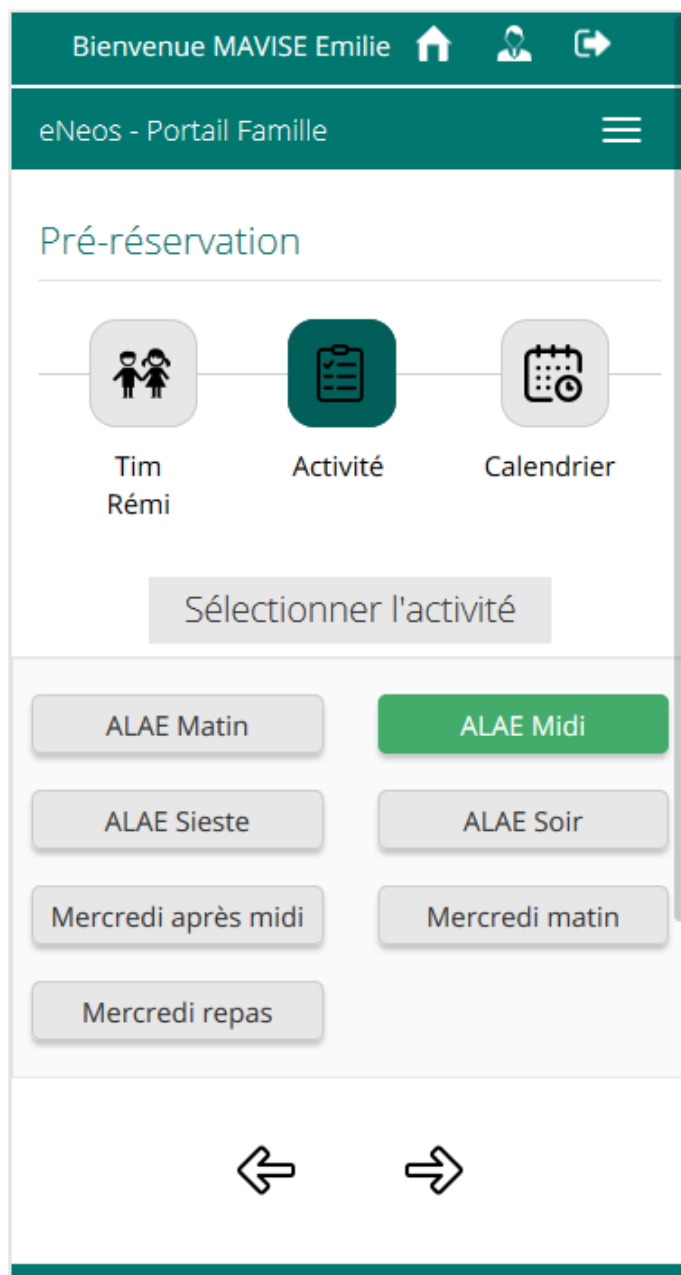 Bienvenue MAVISE Emilie
eNeos - Portail Famille
Pré-réservation
Tim
Rémi
Activité
Calendrier
Sélectionner l'activité
ALAE Matin
ALAE Midi
ALAE Sieste
ALAE Soir
Mercredi après midi
Mercredi matin
Mercredi repas